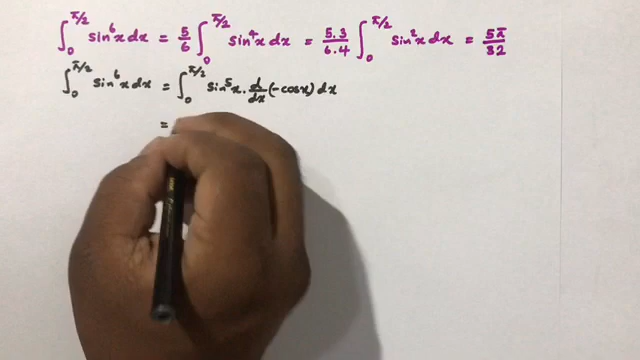 ∫₀^{π/2} sin⁶x dx = 5/6 ∫₀^{π/2} sin⁴x dx = 5.3/6.4 ∫₀^{π/2} sin²x dx = 5π/32
∫₀^{π/2} sin⁶x dx = ∫₀^{π/2} sin⁵x . d/dx (-cosx) dx
=